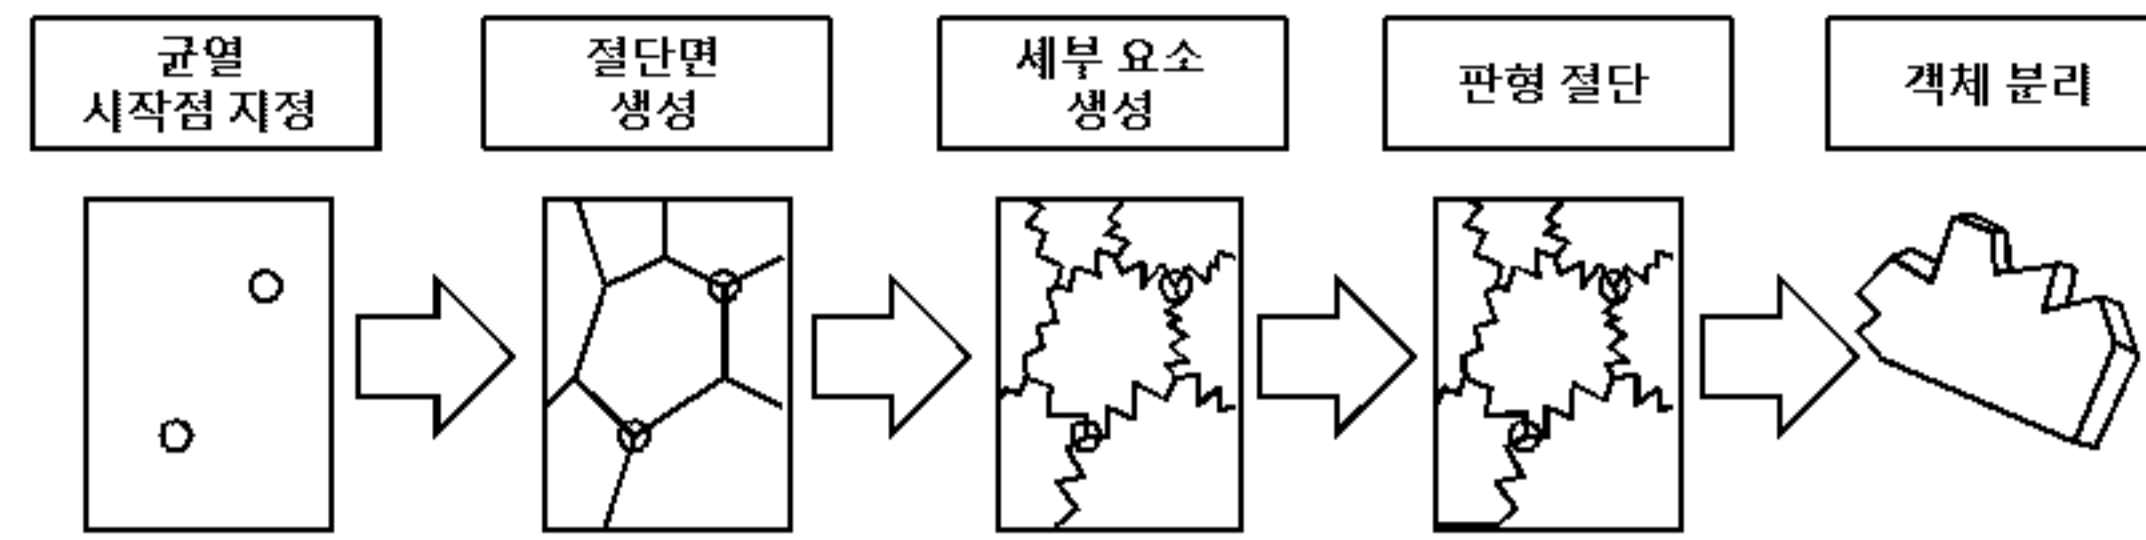 균열
시작점 지정
절단면
생성
세부 요소
생성
판형 절단
객체 분리